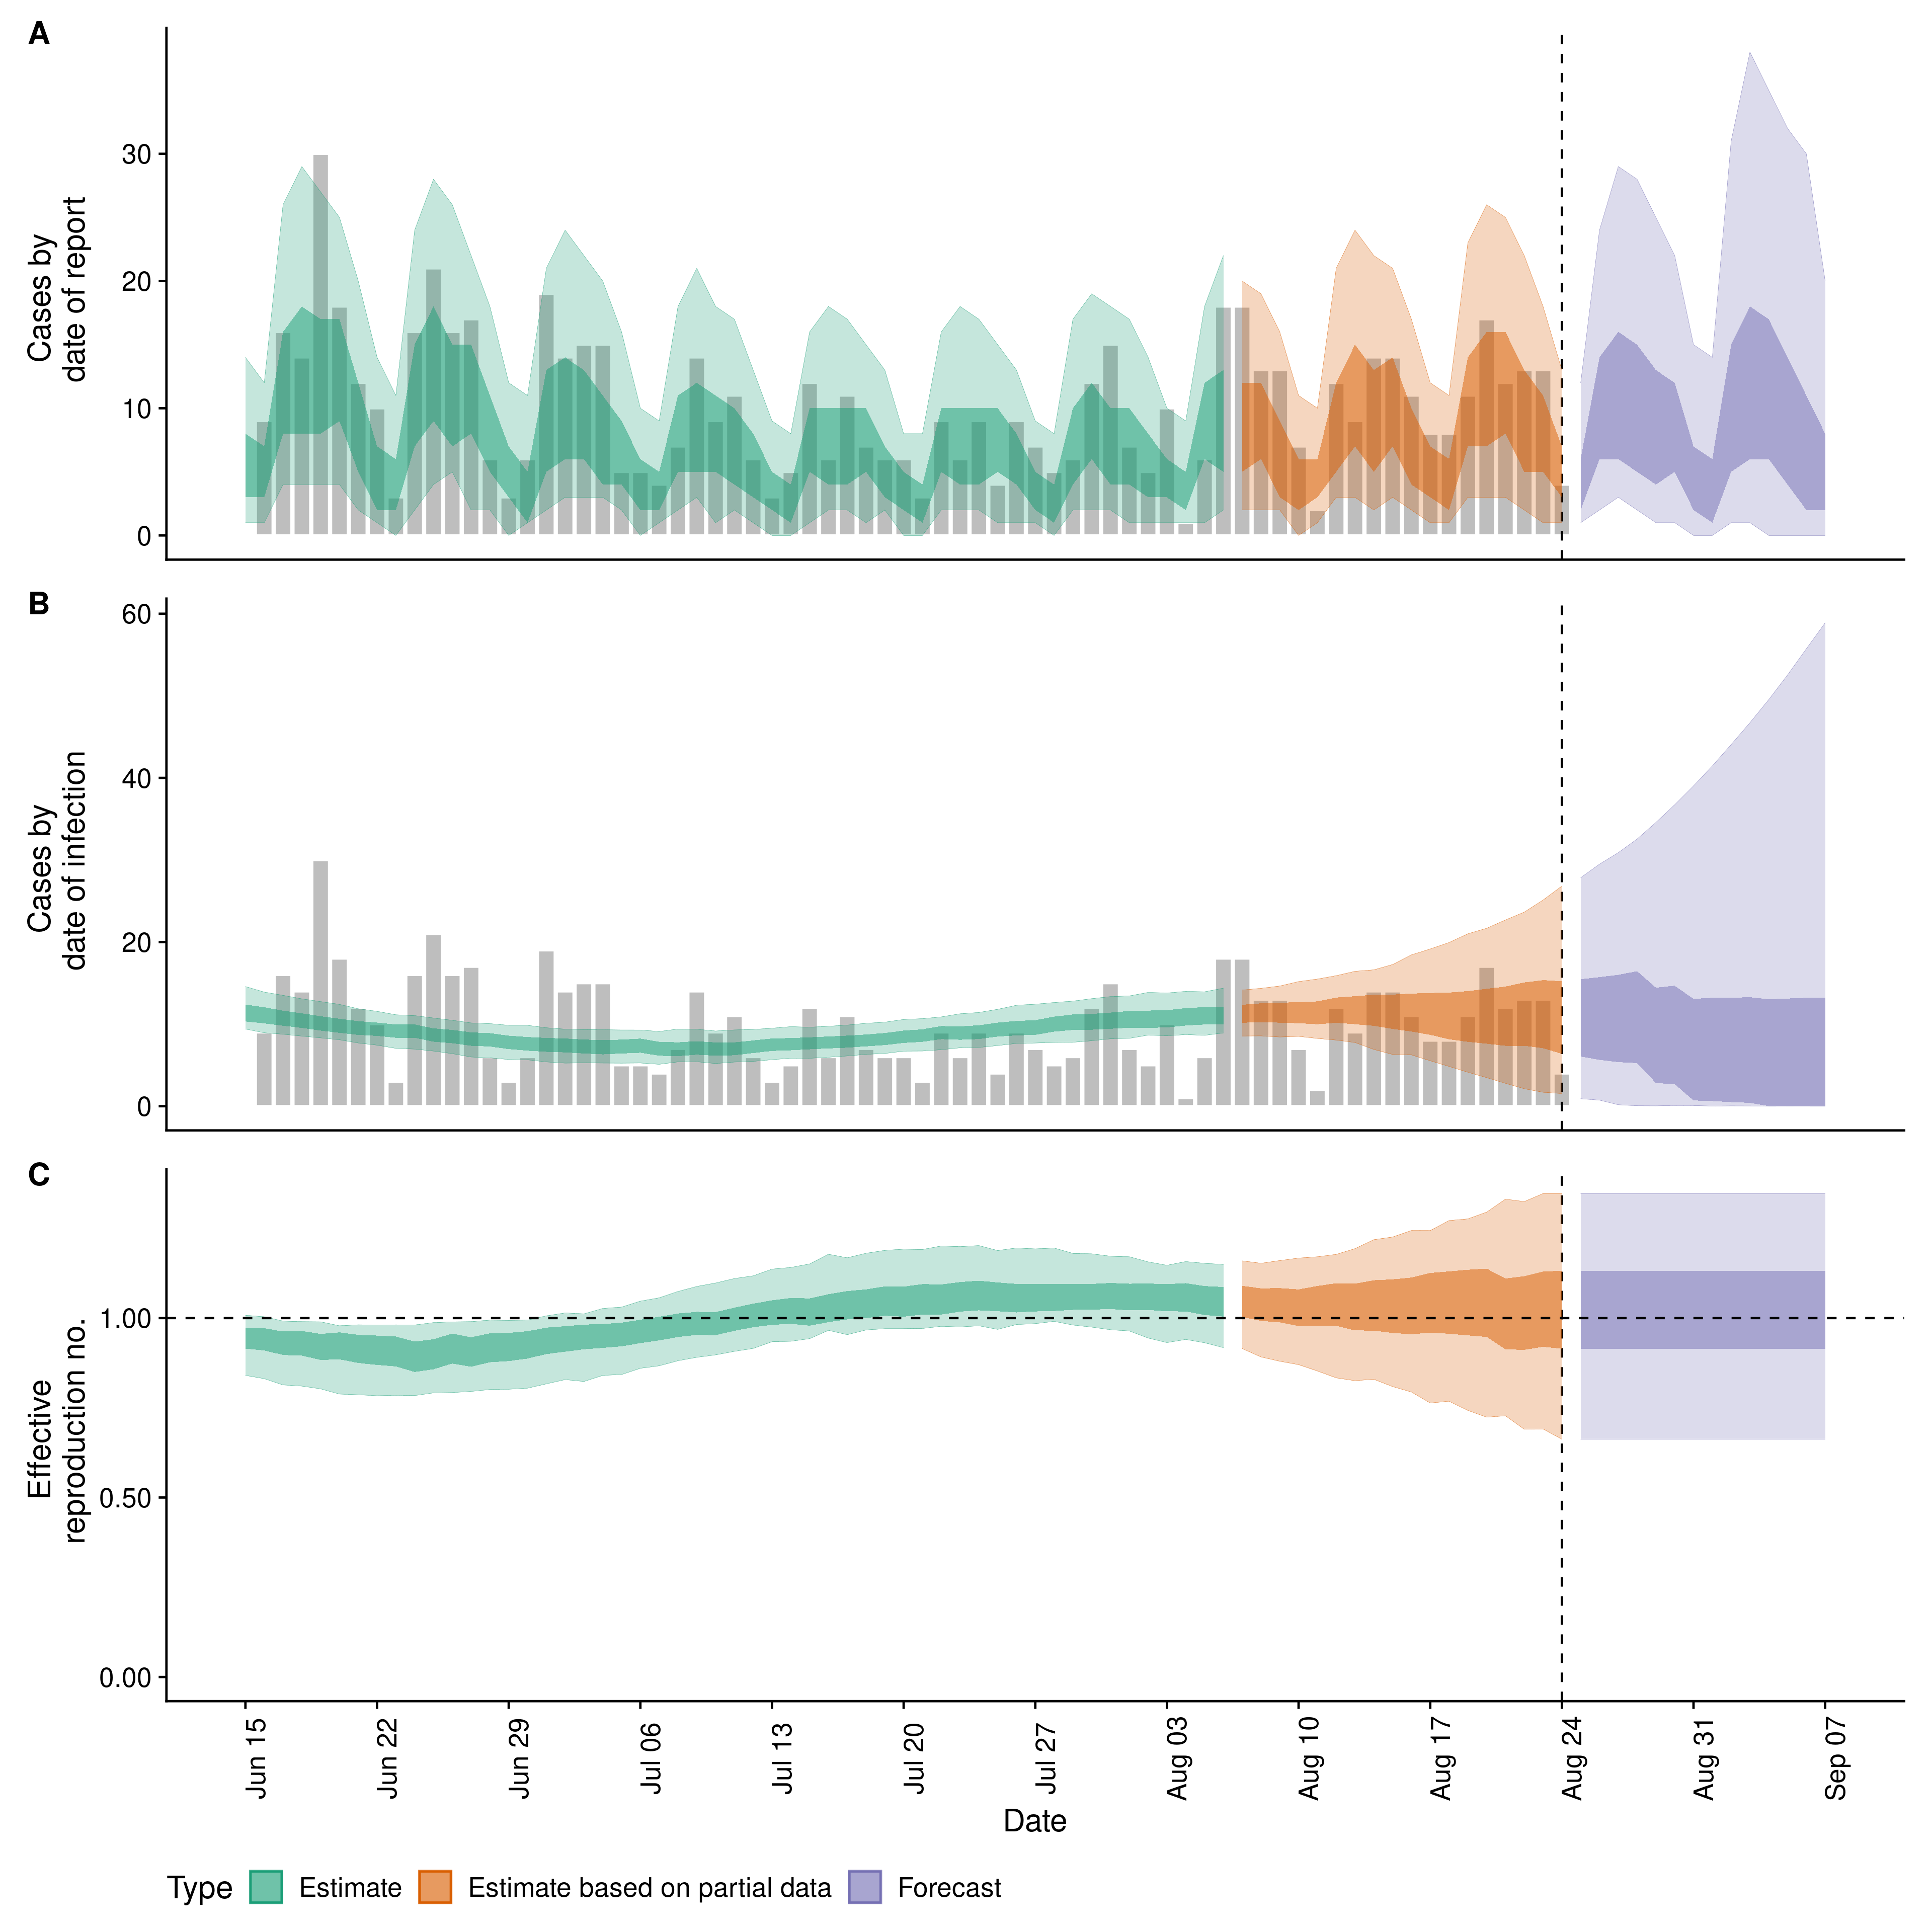 A
Cases by
date of report
30
20
10
0
B
Cases by
date of infection
60
40
20
0
C
Effective
reproduction no.
1.00
0.50
0.00
Jun 15
Jun 22
Jun 29
Jul 06
Jul 13
Jul 20
Jul 27
Aug 03
Aug 10
Aug 17
Aug 24
Aug 31
Sep 07
Date
Type Estimate Estimate based on partial data Forecast